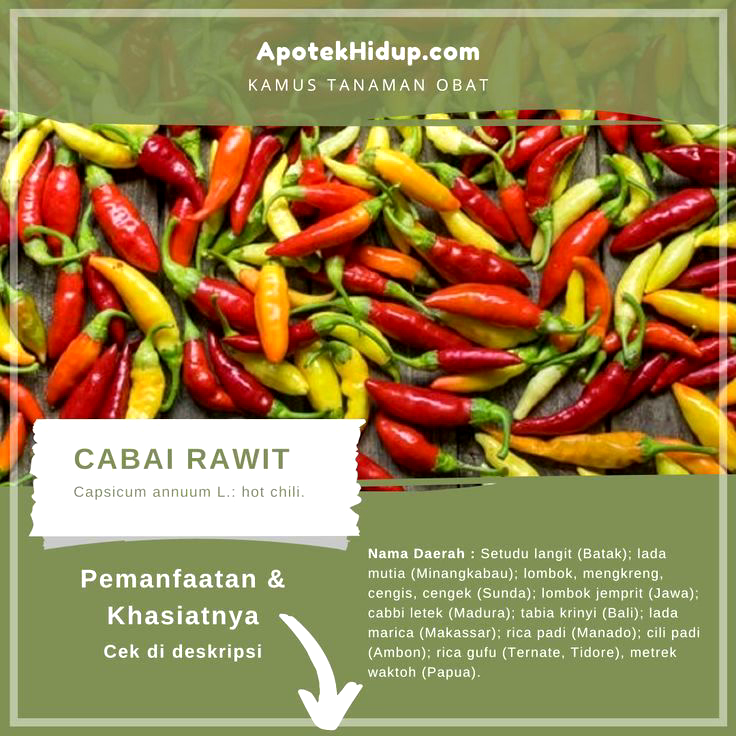 ApotekHidup.com
KAMUS TANAMAN OBAT
CABAI RAWIT
Capsicum annuum L.: hot chili.
Pemanfaatan &
Khasiatnya
Cek di deskripsi
Nama Daerah : Setudu langit (Batak); lada
mutia (Minangkabau); lombok, mengkreng,
cengis, cengek (Sunda); lombok jemprit (Jawa);
cabbi letek (Madura); tabia krinyi (Bali); lada
marica (Makassar); rica padi (Manado); cili padi
(Ambon); rica gufu (Ternate, Tidore), metrek
waktoh (Papua).